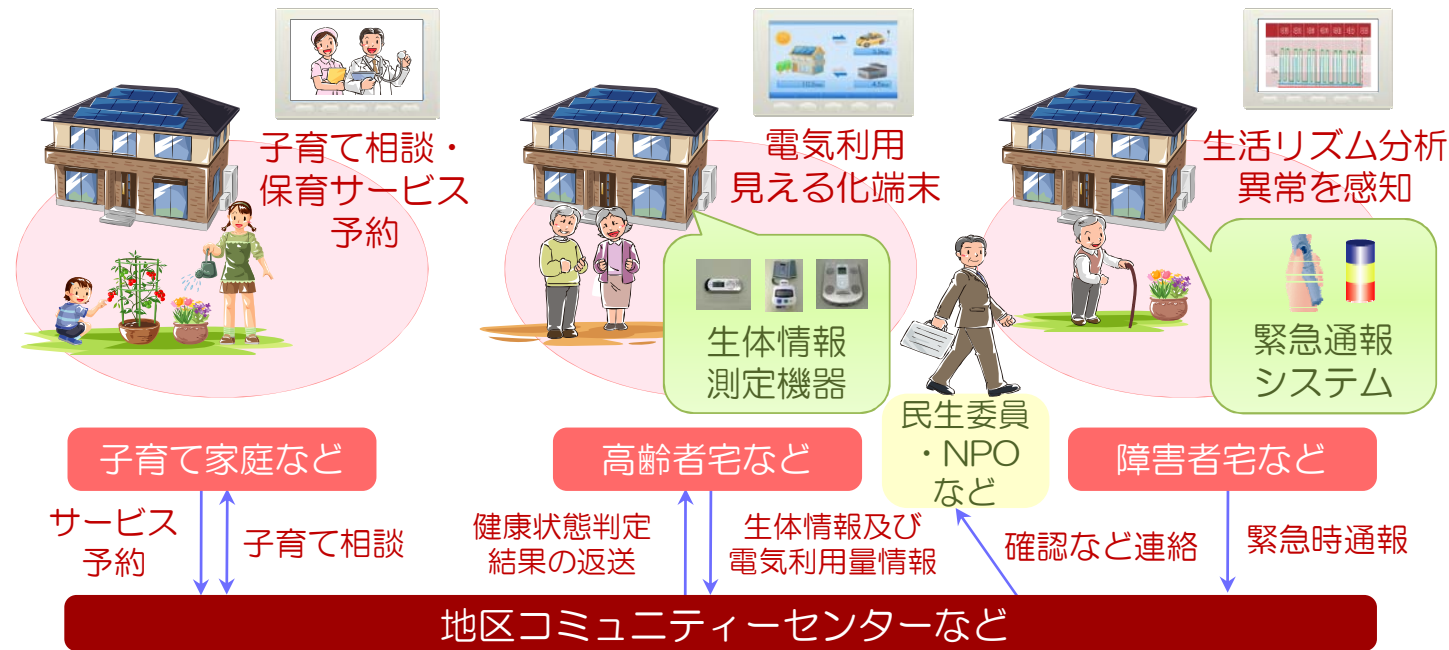 子育て相談・
保育サービス
予約
電気利用
見える化端末
生活リズム分析
異常を感知
生体情報
測定機器
緊急通報
システム
民生委員
・NPO
など
子育て家庭など
高齢者宅など
障害者宅など
サービス
予約
子育て相談
健康状態判定
結果の返送
生体情報及び
電気利用量情報
確認など連絡
緊急時通報
地区コミュニティーセンターなど